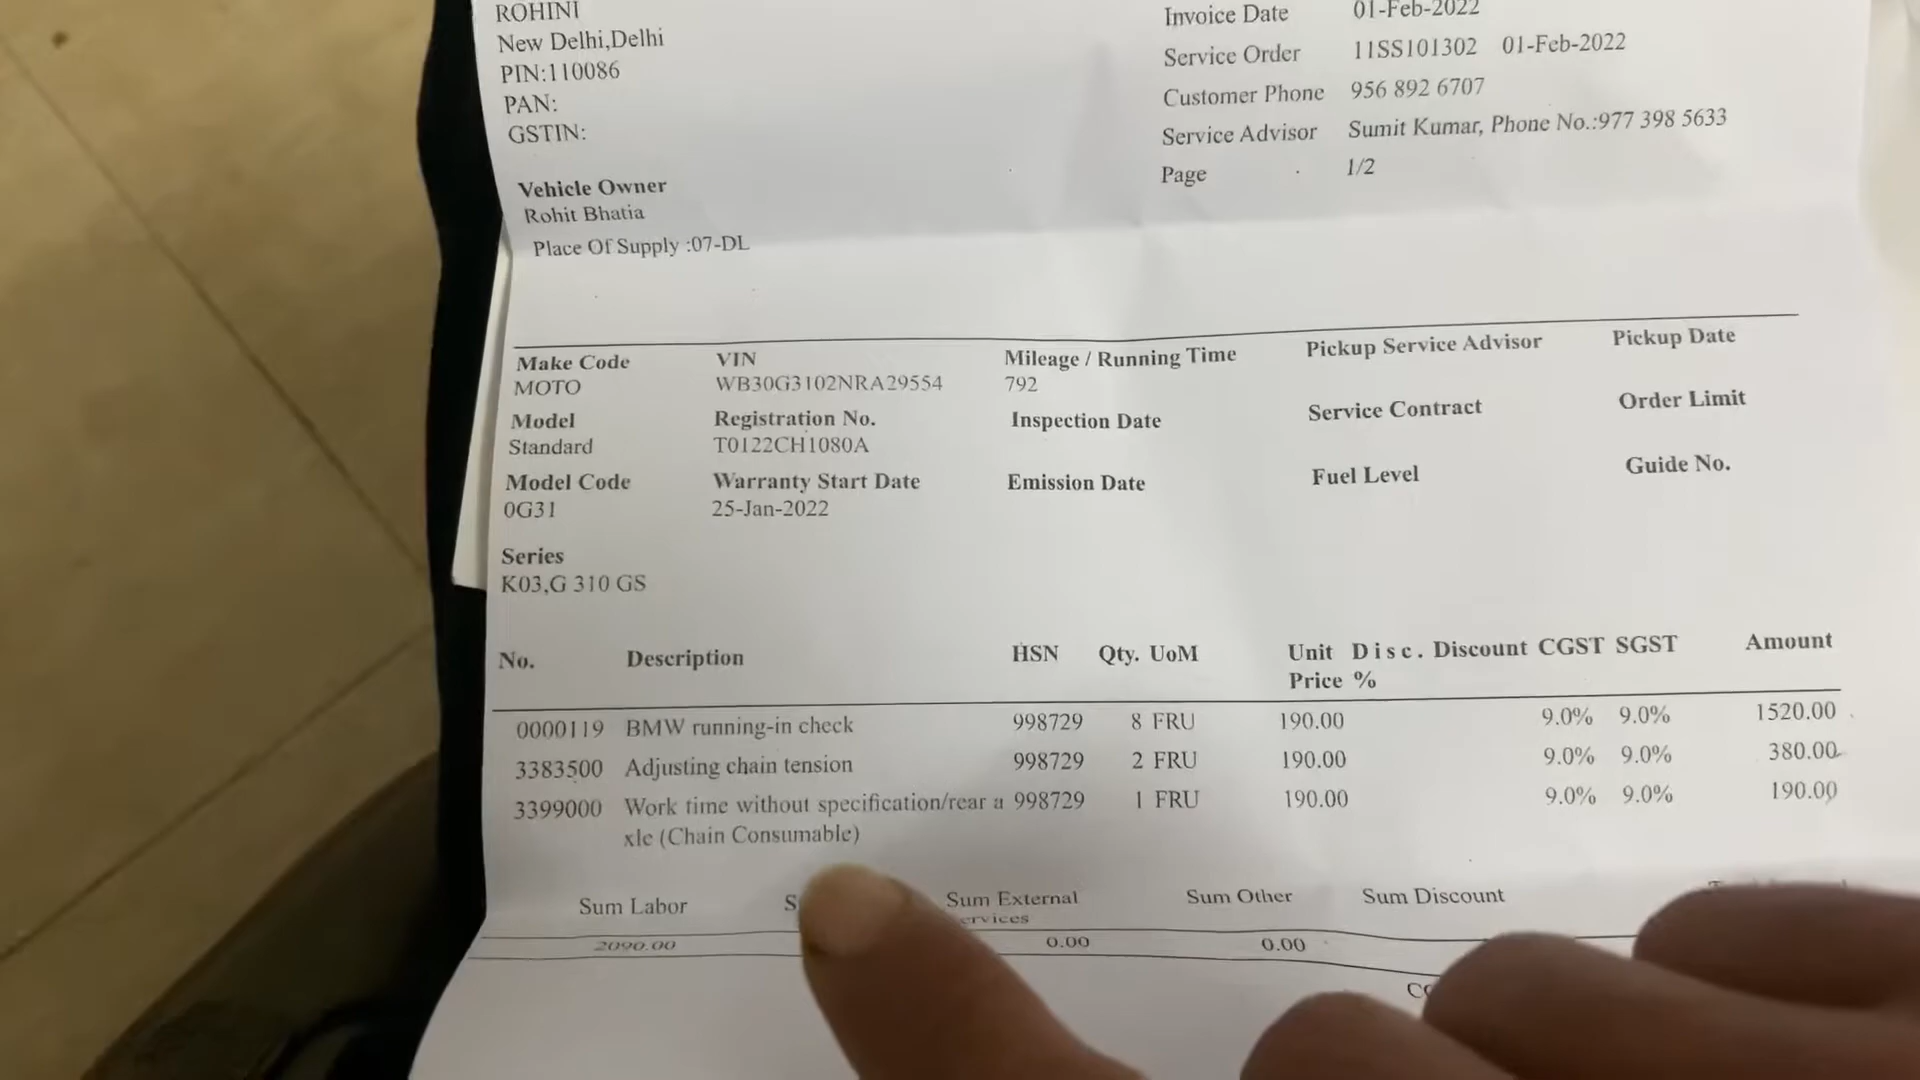 ROHINI
New Delhi,Delhi
PIN:110086
PAN:
GSTIN:
Invoice Date 01-Feb-2022
Service Order 11SS101302 01-Feb-2022
Customer Phone 956 892 6707
Service Advisor Sumit Kumar, Phone No.:977 398 5633
Page 1/2
Vehicle Owner
Rohit Bhatia
Place Of Supply :07-DL
Make Code VIN Mileage / Running Time Pickup Service Advisor Pickup Date
MOTO WB30G3102NRA29554 792
Model Registration No. Inspection Date Service Contract Order Limit
Standard T0122CH1080A
Model Code Warranty Start Date Emission Date Fuel Level Guide No.
0G31 25-Jan-2022
Series
K03,G 310 GS
No. Description HSN Qty. UoM Unit Disc. Discount CGST SGST Amount
Price %
0000119 BMW running-in check 998729 8 FRU 190.00 9.0% 9.0% 1520.00
3383500 Adjusting chain tension 998729 2 FRU 190.00 9.0% 9.0% 380.00
3399000 Work time without specification/rear a 998729 1 FRU 190.00 9.0% 9.0% 190.00
xle (Chain Consumable)
Sum Labor Sum External Sum Other Sum Discount
2090.00 0.00 0.00